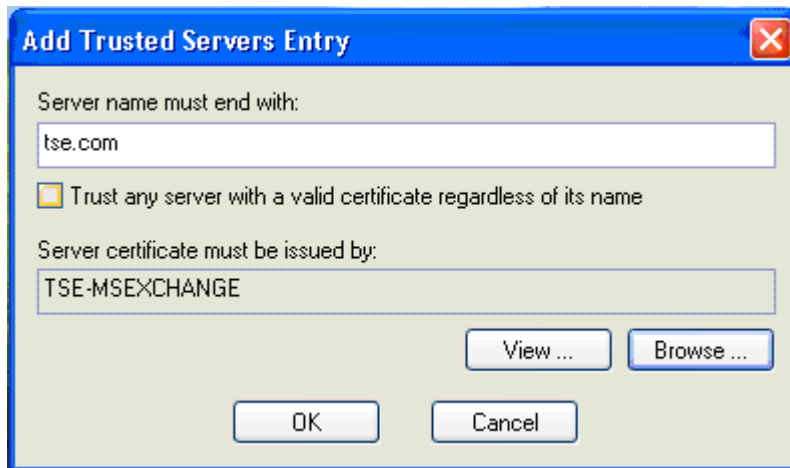 Add Trusted Servers Entry
Server name must end with:
tse.com
Trust any server with a valid certificate regardless of its name
Server certificate must be issued by:
TSE-MSEXCHANGE
View ... Browse ...
OK Cancel